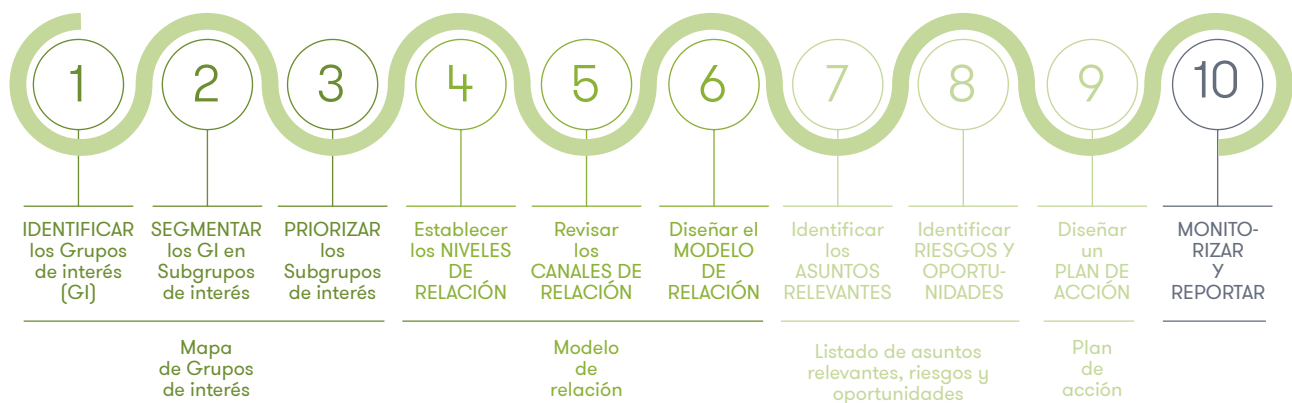 1
2
3
4
5
6
7
8
9
10
IDENTIFICAR
los Grupos
de interés
(GI)
SEGMENTAR
los GI en
Subgrupos
de interés
PRIORIZAR
los
Subgrupos
de interés
Establecer
los NIVELES
DE
RELACIÓN
Revisar
los
CANALES DE
RELACIÓN
Diseñar el
MODELO
DE
RELACIÓN
Identificar
los
ASUNTOS
RELEVANTES
Identificar
RIESGOS Y
OPORTU-
NIDADES
Diseñar
un
PLAN DE
ACCIÓN
MONITO-
RIZAR
Y
REPORTAR
Mapa
de Grupos
de interés
Modelo
de
relación
Listado de asuntos
relevantes, riesgos y
oportunidades
Plan
de
acción